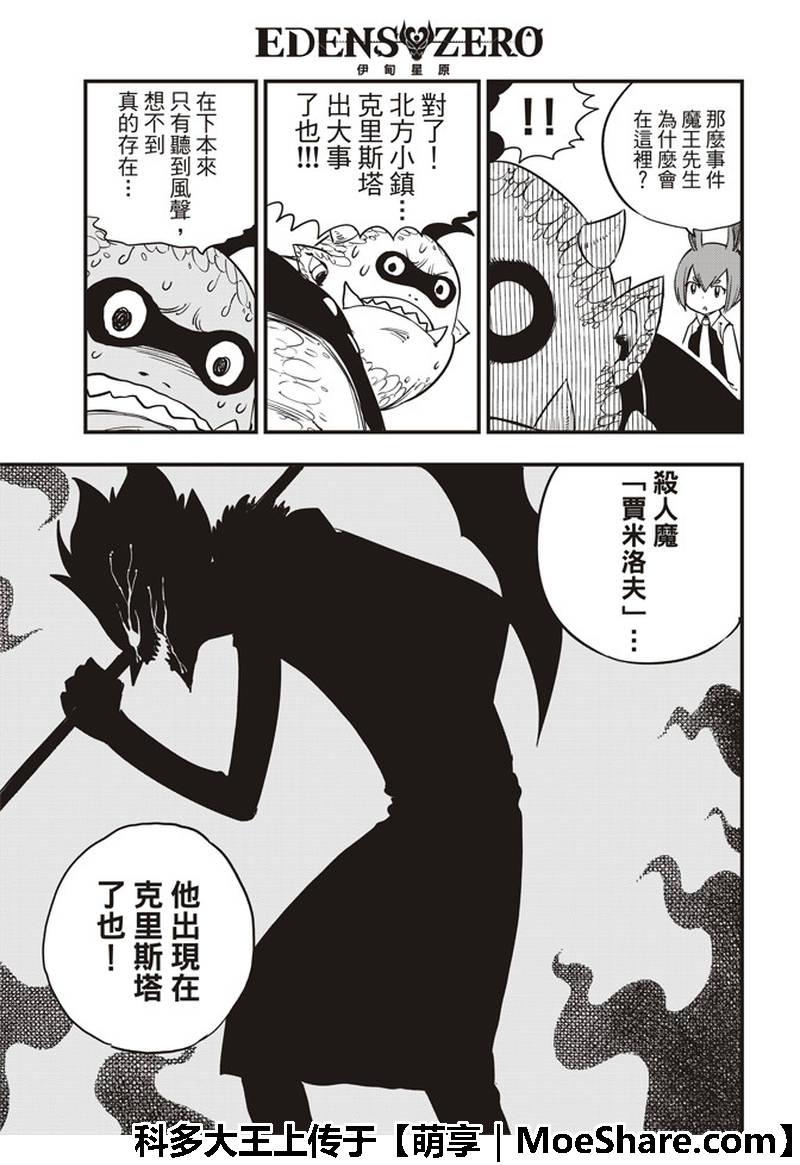 EDENS ZERO
伊甸星原
那麼事件
魔王先生
為什麼會
在這裡？
!!
對了！
北方小鎮…
克里斯塔
出大事
了也!!!
在下本來
只有聽到風聲，
想不到
真的存在…
殺人魔
「賈米洛夫」…
他出現在
克里斯塔
了也！
科多大王上传于【萌享】 | MoeShare.com】